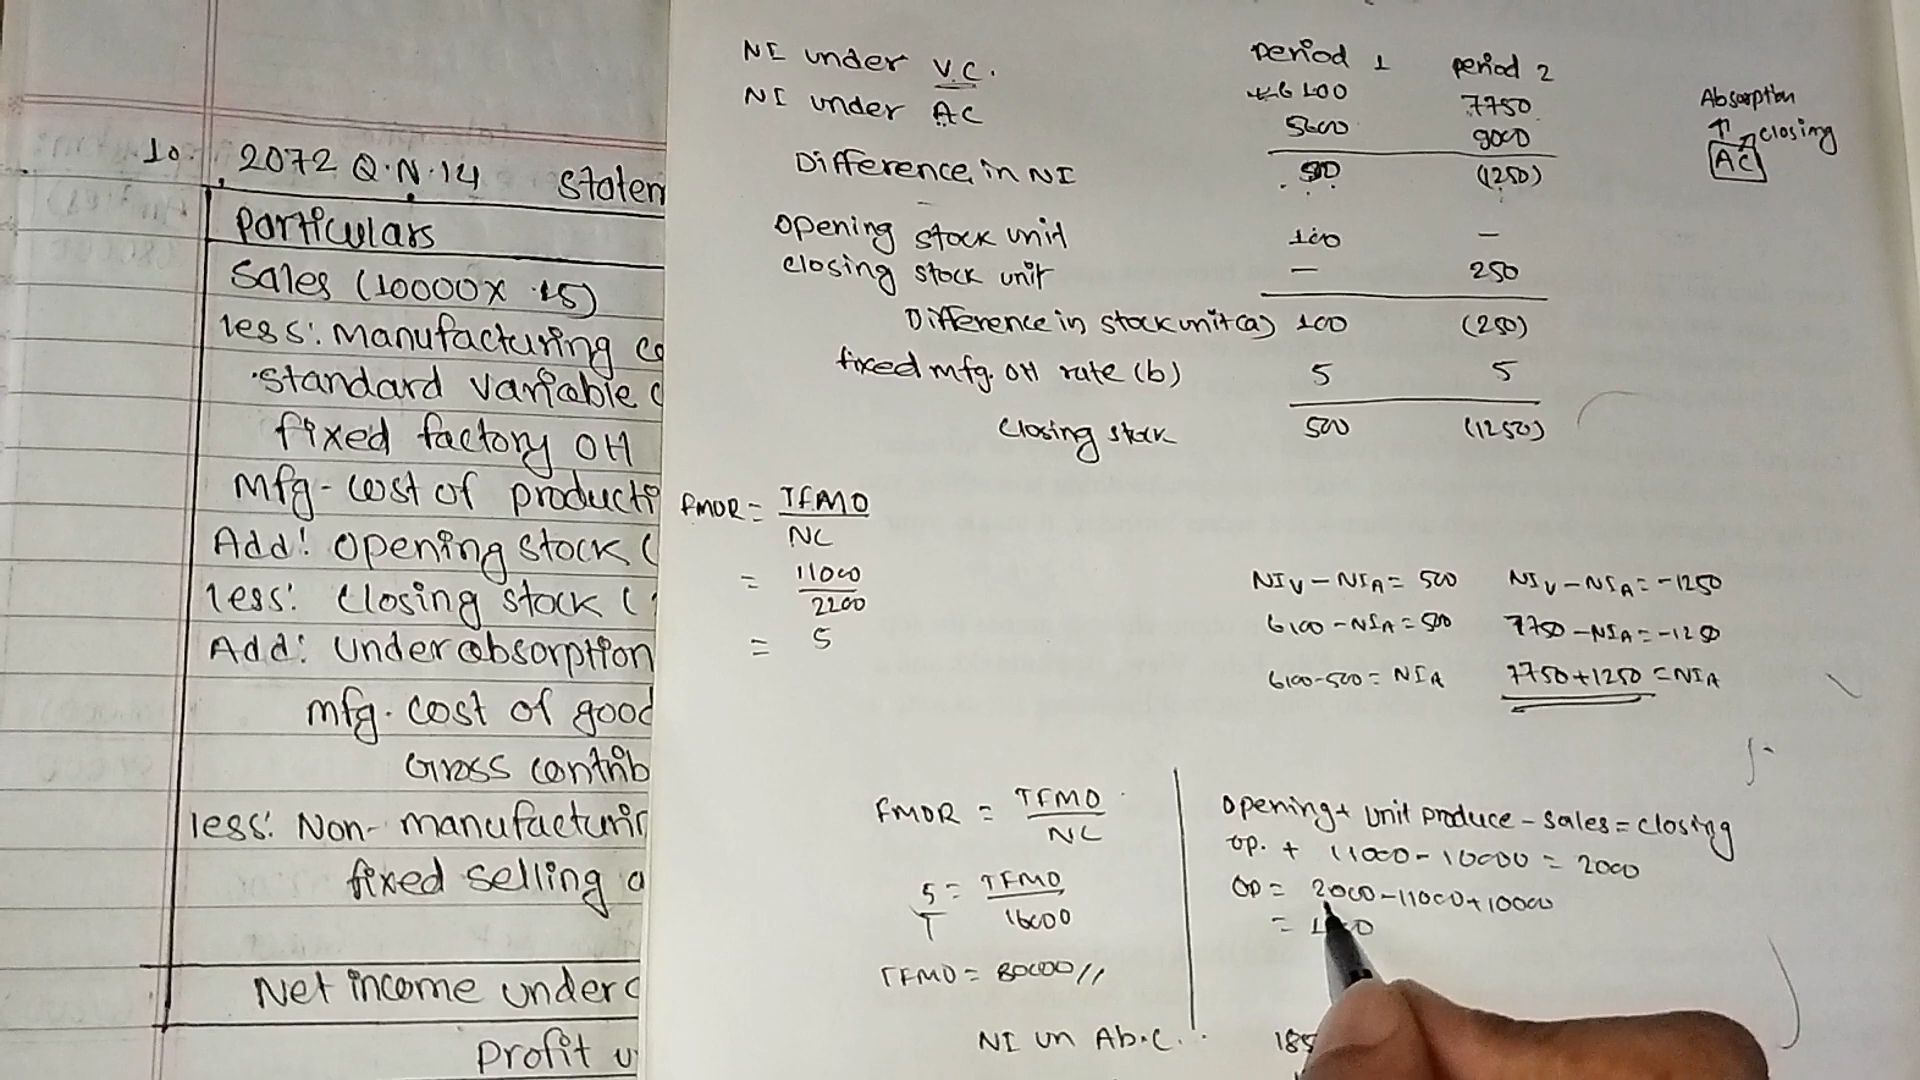 10. 2072 Q.N.14 statem
particulars
Sales (10000x 15)
less: Manufacturing co
standard variable c
fixed factory OH
Mfg-cost of producti
Add: opening stock (
less: closing stock (
Add: Underabsorption
mfg. cost of good
Gross contrib
less: Non-manufacturin
fixed selling a
Net income under
profit u
Period 1 period 2
NI under V.C. 6100 7750
NI under AC 5600 9000
Difference in NI 500 (1250)
Absorption
closing
AC
opening stock unit 100 -
closing stock unit - 250
Difference in stock unit (a) 100 (250)
fixed mfg. OH rate (b) 5 5
closing stock 500 (1250)
FMOR = TFMO
NC
= 11000
2200
= 5
NIV - NIA = 500 NIV - NIA = -1250
6100 - NIA = 500 7750 - NIA = -1250
6100-500 = NIA 7750+1250 = NIA
FMOR = TFMO
NC
5 = TFMO
16000
TFMO = 80000//
opening + unit produce - sales = closing
op. + 11000 - 10000 = 2000
op = 2000-11000+10000
=
NI un Ab.C.. 185